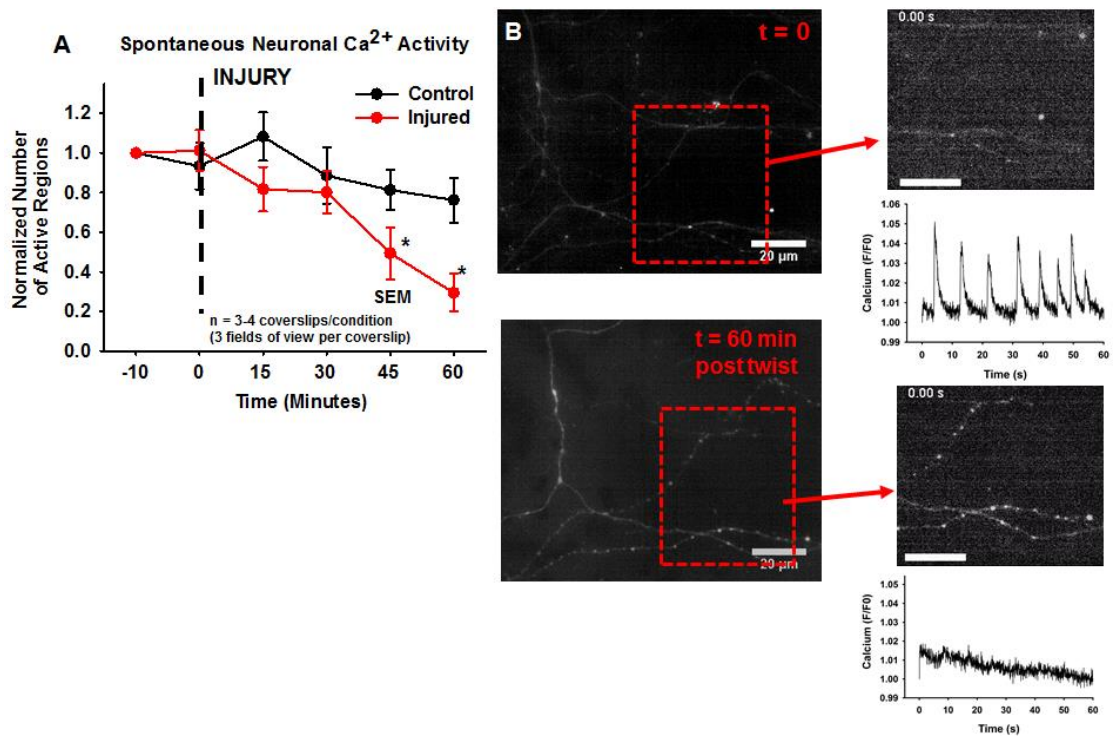 A
Spontaneous Neuronal Ca2+ Activity
INJURY
Control
Injured
Normalized Number
of Active Regions
1.2
1.0
0.8
0.6
0.4
0.2
0.0
*
*
SEM
n = 3-4 coverslips/condition
(3 fields of view per coverslip)
-10 0 15 30 45 60
Time (Minutes)
B
t = 0
20 µm
0.00 s
Calcium (F/F0)
1.06
1.05
1.04
1.03
1.02
1.01
1.00
0.99
0 10 20 30 40 50 60
Time (s)
t = 60 min
post twist
20 µm
0.00 s
Calcium (F/F0)
1.05
1.04
1.03
1.02
1.01
1.00
0.99
0 10 20 30 40 50 60
Time (s)